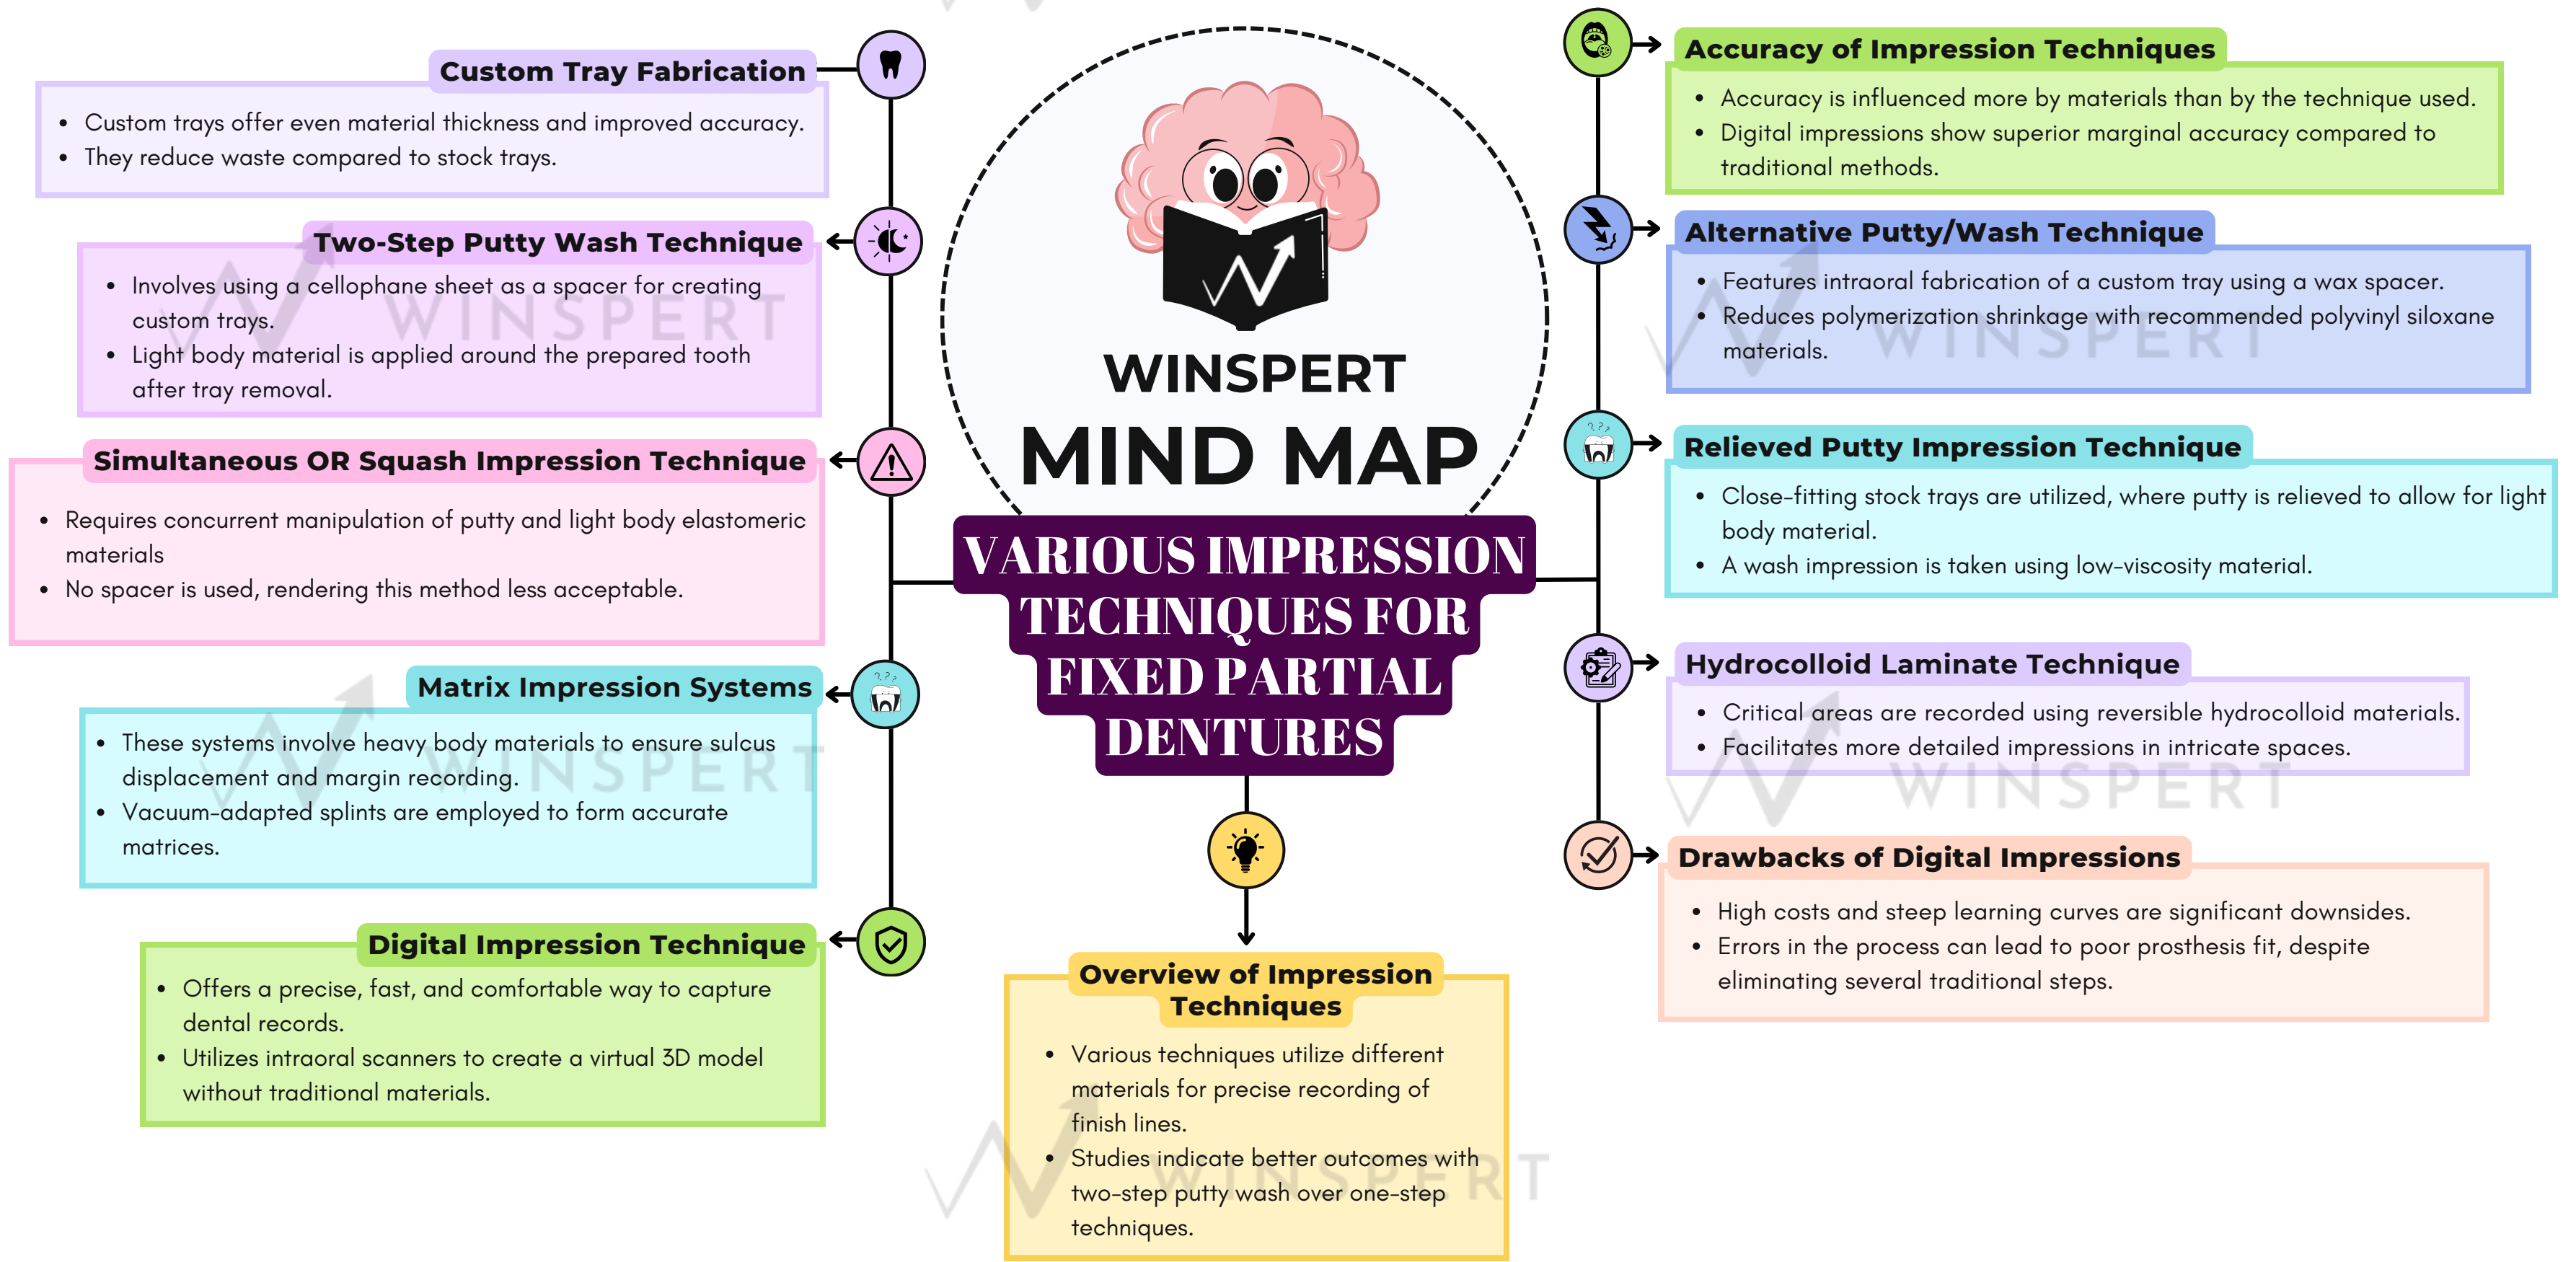 Custom Tray Fabrication
• Custom trays offer even material thickness and improved accuracy.
• They reduce waste compared to stock trays.
Two-Step Putty Wash Technique
• Involves using a cellophane sheet as a spacer for creating
custom trays.
• Light body material is applied around the prepared tooth
after tray removal.
WINSPERT
Simultaneous OR Squash Impression Technique
• Requires concurrent manipulation of putty and light body elastomeric
materials
• No spacer is used, rendering this method less acceptable.
Matrix Impression Systems
• These systems involve heavy body materials to ensure sulcus
displacement and margin recording.
• Vacuum-adapted splints are employed to form accurate
matrices.
WINSPERT
Digital Impression Technique
• Offers a precise, fast, and comfortable way to capture
dental records.
• Utilizes intraoral scanners to create a virtual 3D model
without traditional materials.
WINSPERT
MIND MAP
VARIOUS IMPRESSION
TECHNIQUES FOR
FIXED PARTIAL
DENTURES
Overview of Impression
Techniques
• Various techniques utilize different
materials for precise recording of
finish lines.
• Studies indicate better outcomes with
two-step putty wash over one-step
techniques.
WINSPERT
Accuracy of Impression Techniques
• Accuracy is influenced more by materials than by the technique used.
• Digital impressions show superior marginal accuracy compared to
traditional methods.
Alternative Putty/Wash Technique
• Features intraoral fabrication of a custom tray using a wax spacer.
• Reduces polymerization shrinkage with recommended polyvinyl siloxane
materials.
WINSPERT
Relieved Putty Impression Technique
• Close-fitting stock trays are utilized, where putty is relieved to allow for light
body material.
• A wash impression is taken using low-viscosity material.
Hydrocolloid Laminate Technique
• Critical areas are recorded using reversible hydrocolloid materials.
• Facilitates more detailed impressions in intricate spaces.
WINSPERT
Drawbacks of Digital Impressions
• High costs and steep learning curves are significant downsides.
• Errors in the process can lead to poor prosthesis fit, despite
eliminating several traditional steps.